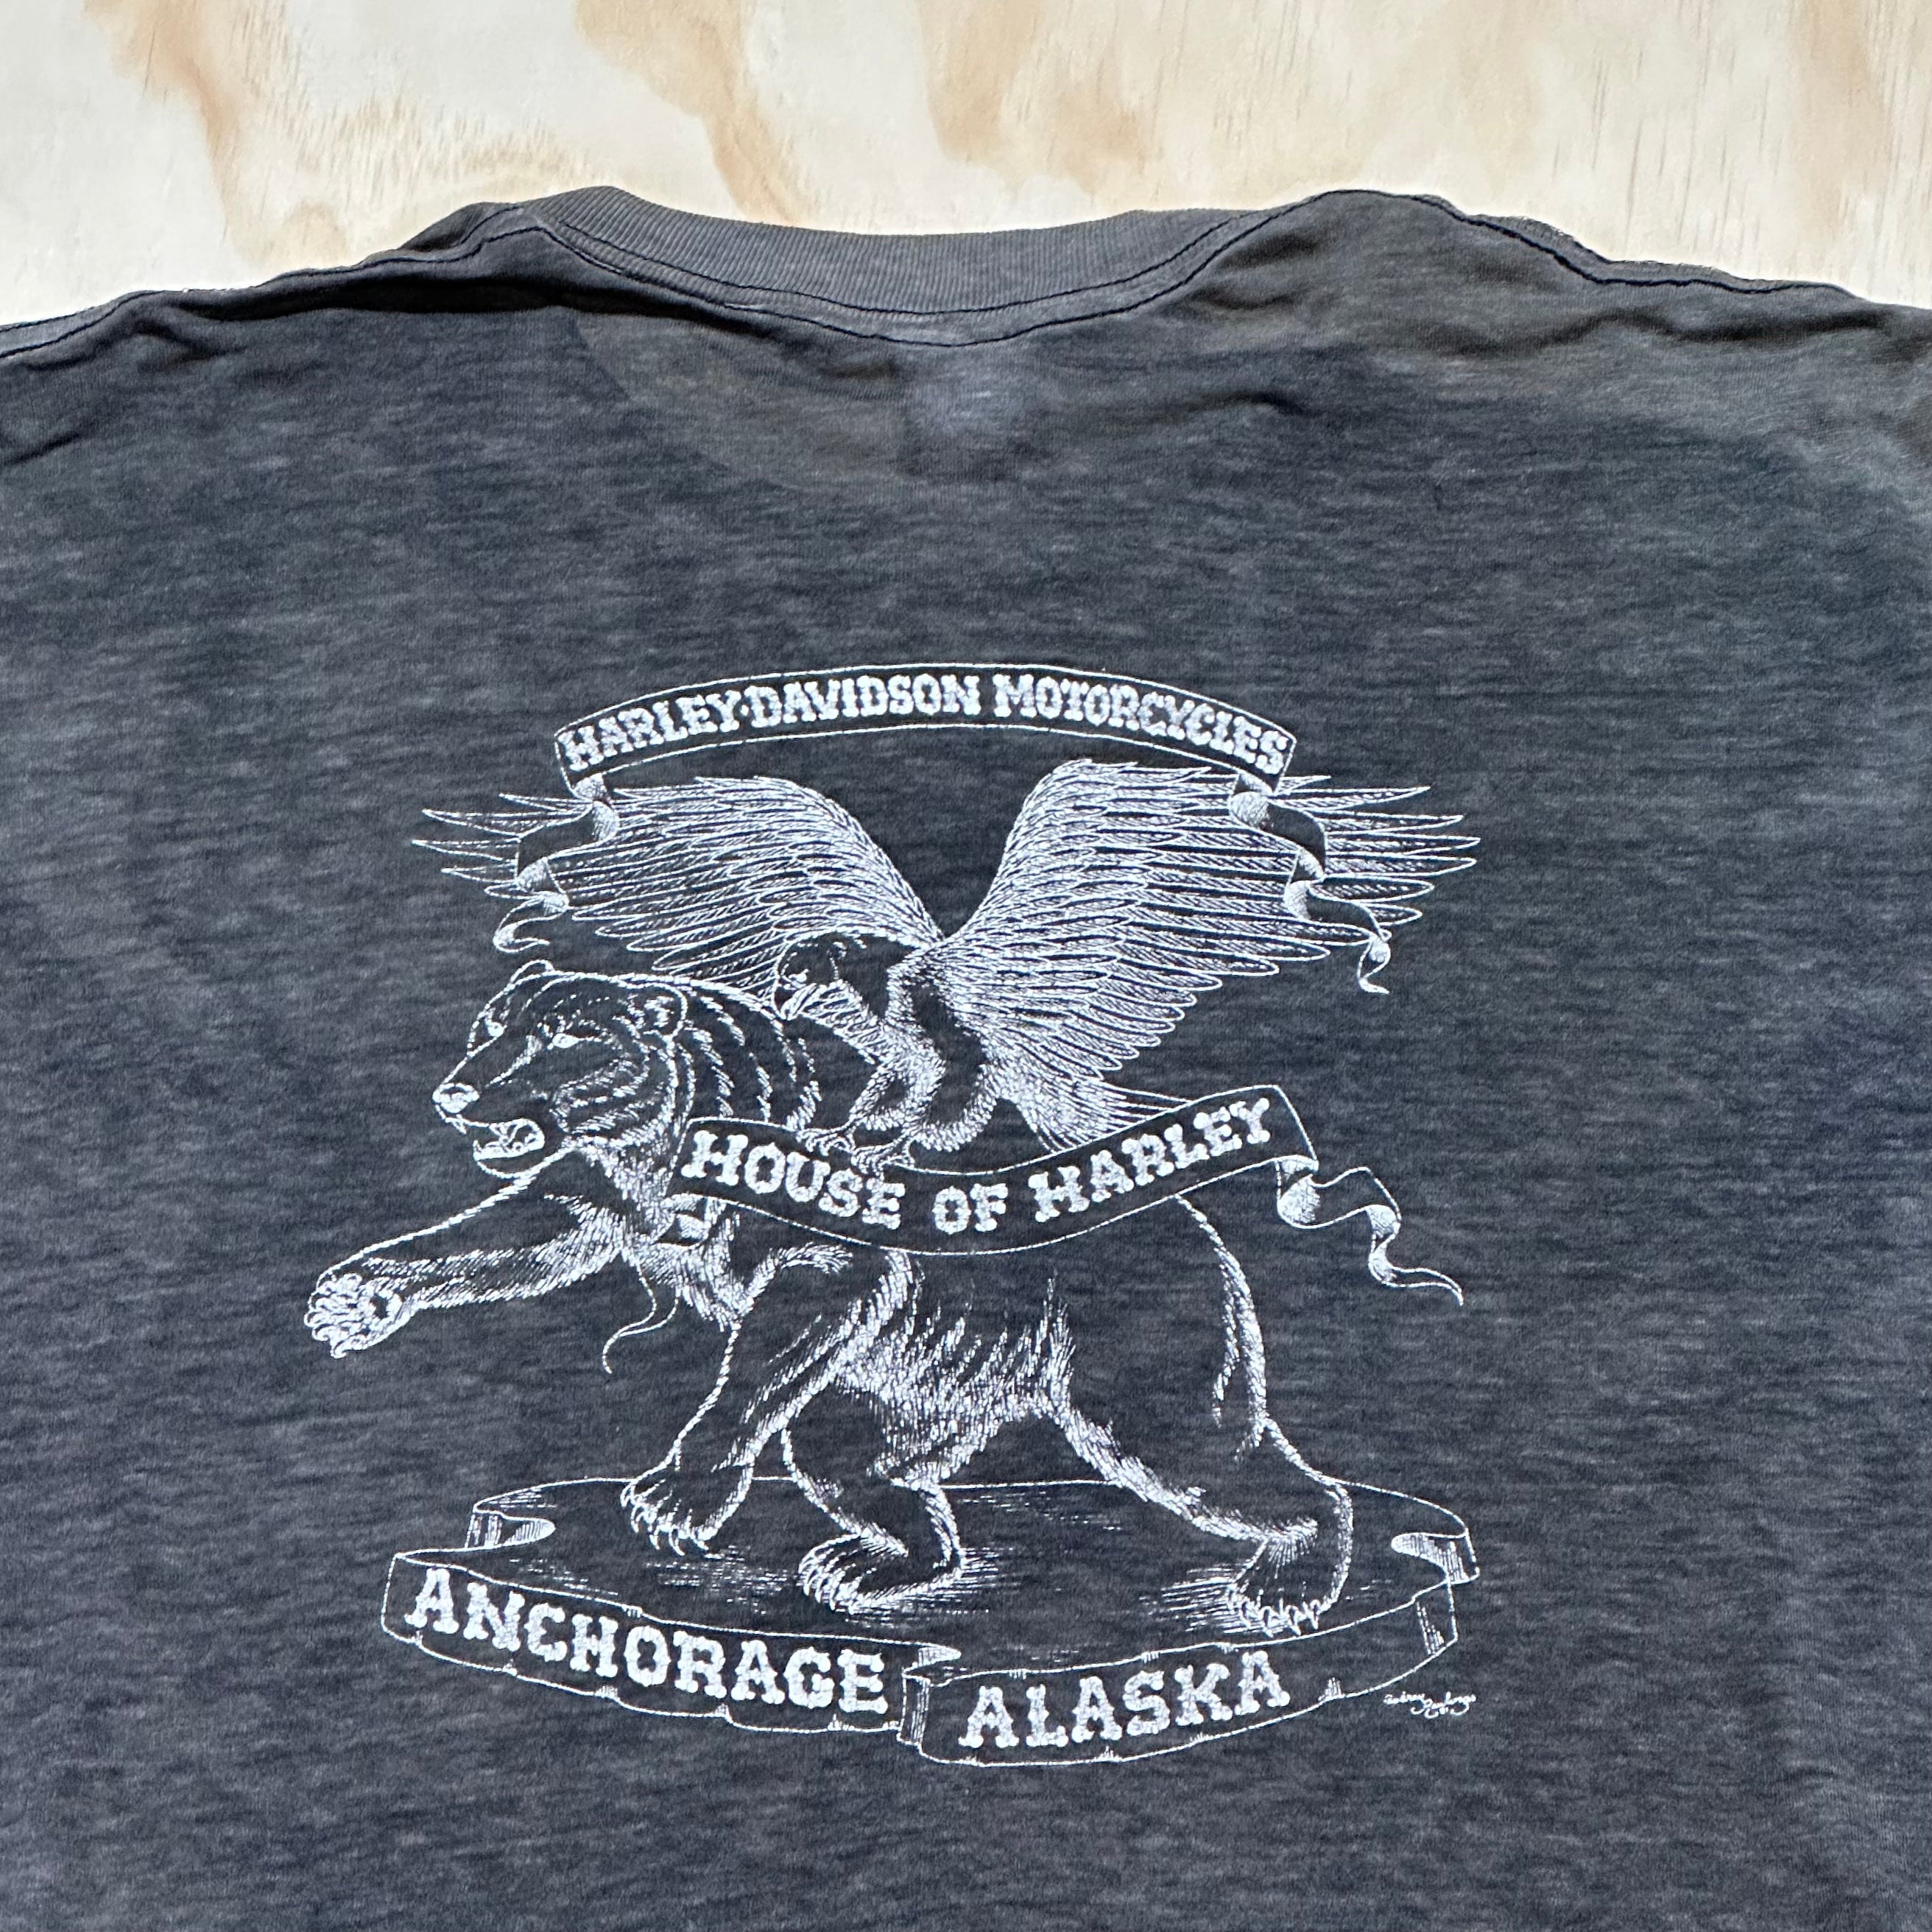 HARLEY-DAVIDSON MOTORCYCLES
HOUSE OF HARLEY
ANCHORAGE ALASKA